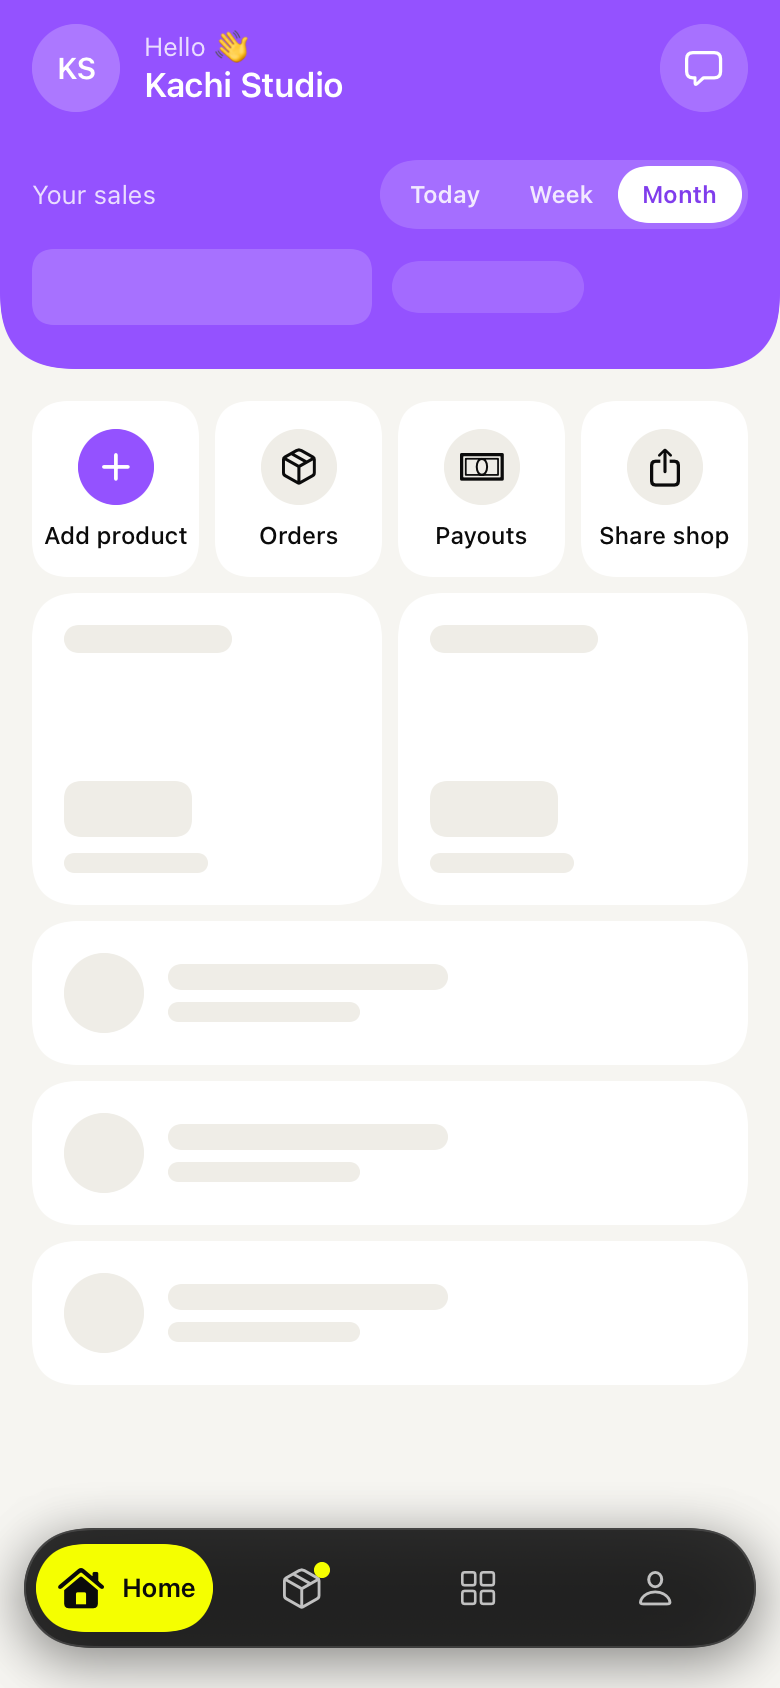 KS
Hello 👋
Kachi Studio
Your sales
Today Week Month
Add product Orders Payouts Share shop
Home